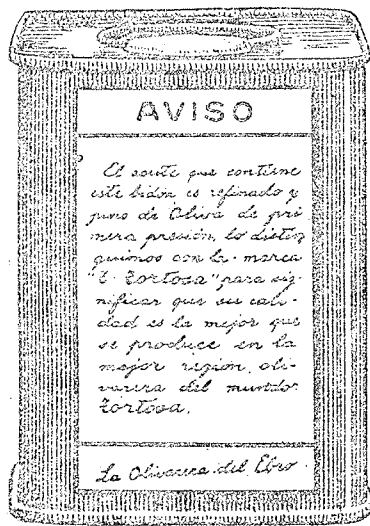 AVISO
El aceite que contiene
este bidón es refinado y
puro de Oliva de pri
mera presión, lo distin
guimos con la marca
"E. Tortosa" para sig-
nificar que su cali-
dad es la mejor que
se produce en la
mejor región oli-
varera del mundo:
Tortosa.
La Olivarera del Ebro.